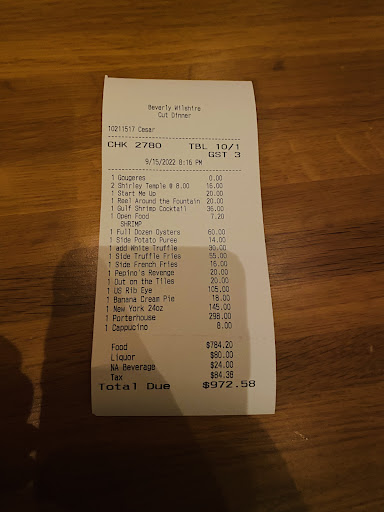 Beverly Wilshire
Cut Dinner
10211517 Cesar
CHK 2780 TBL 10/1
GST 3
9/15/2022 8:16 PM
1 Gougeres 0.00
2 Shirley Temple @ 8.00 16.00
1 Start Me Up 20.00
1 Reel Around the Fountain 20.00
1 Gulf Shrimp Cocktail 36.00
1 Open Food 7.20
SHRIMP
1 Full Dozen Oysters 60.00
1 Side Potato Puree 14.00
1 add White Truffle 30.00
1 Side Truffle Fries 55.00
1 Side French Fries 16.00
1 Pepino's Revenge 20.00
1 Out on the Tiles 20.00
1 US Rib Eye 105.00
1 Banana Cream Pie 18.00
1 New York 24oz 145.00
1 Porterhouse 298.00
1 Cappucino 8.00
Food $784.20
Liquor $80.00
NA Beverage $24.00
Tax $84.38
Total Due $972.58